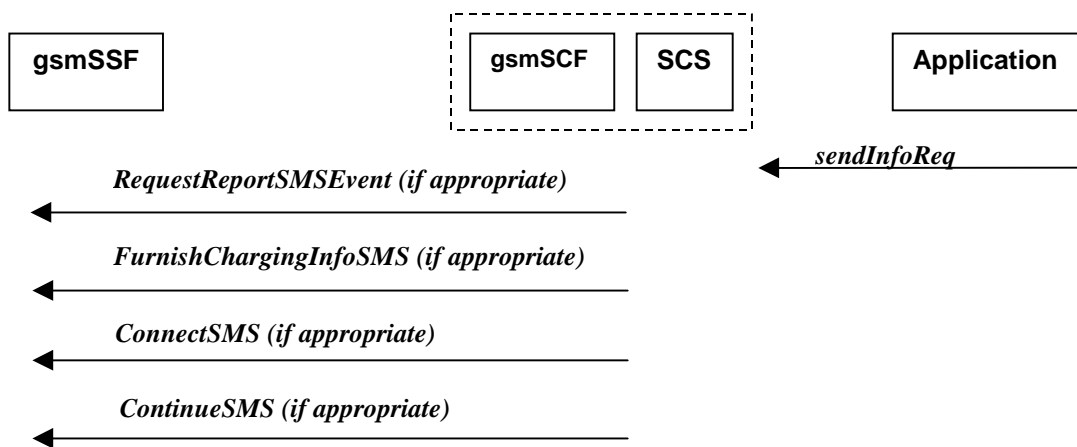 gsmSSF
gsmSCF
SCS
Application
sendInfoReq
RequestReportSMSEvent (if appropriate)
FurnishChargingInfoSMS (if appropriate)
ConnectSMS (if appropriate)
ContinueSMS (if appropriate)